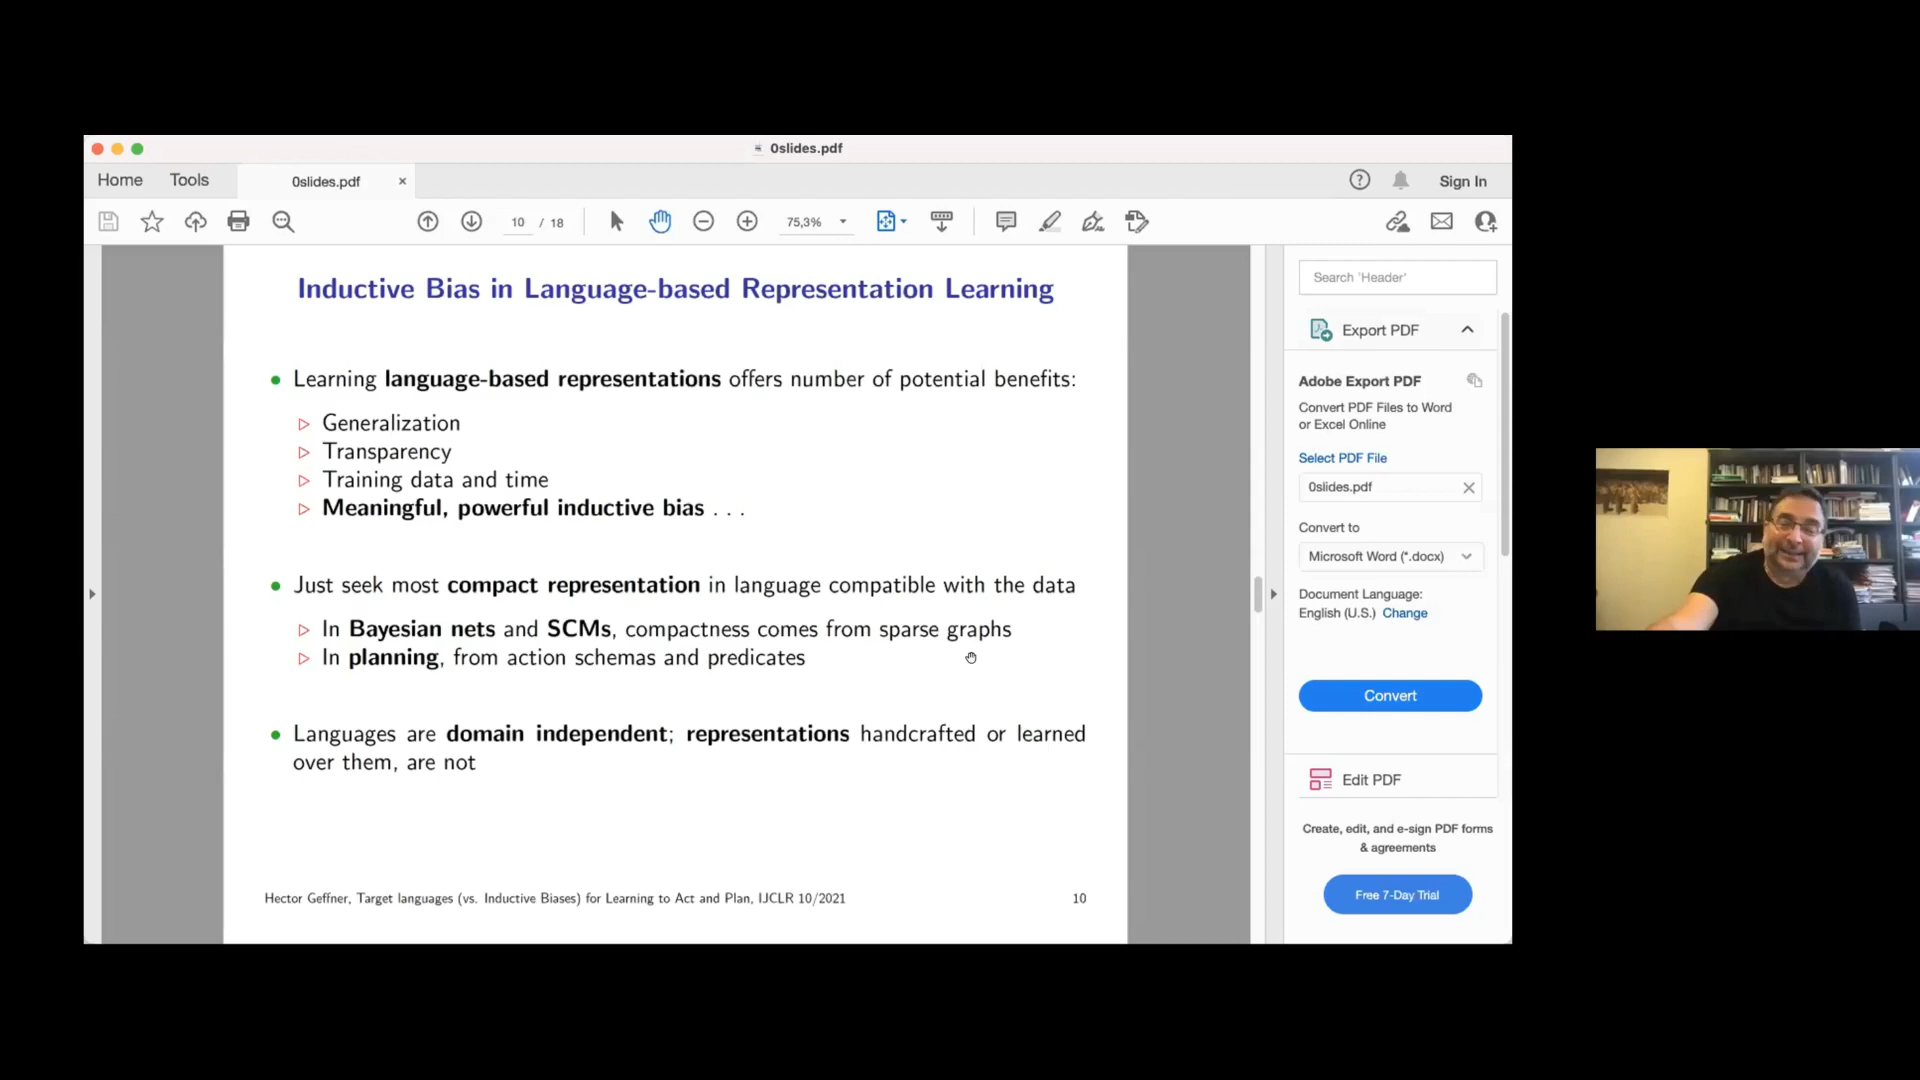 0slides.pdf
Home Tools 0slides.pdf Sign In
10 / 18 75,3%
Inductive Bias in Language-based Representation Learning
• Learning language-based representations offers number of potential benefits:
▷ Generalization
▷ Transparency
▷ Training data and time
▷ Meaningful, powerful inductive bias . . .
• Just seek most compact representation in language compatible with the data
▷ In Bayesian nets and SCMs, compactness comes from sparse graphs
▷ In planning, from action schemas and predicates
• Languages are domain independent; representations handcrafted or learned
over them, are not
Hector Geffner, Target languages (vs. Inductive Biases) for Learning to Act and Plan, IJCLR 10/2021 10
Search 'Header'
Export PDF
Adobe Export PDF
Convert PDF Files to Word
or Excel Online
Select PDF File
0slides.pdf
Convert to
Microsoft Word (*.docx)
Document Language:
English (U.S.) Change
Convert
Edit PDF
Create, edit, and e-sign PDF forms
& agreements
Free 7-Day Trial